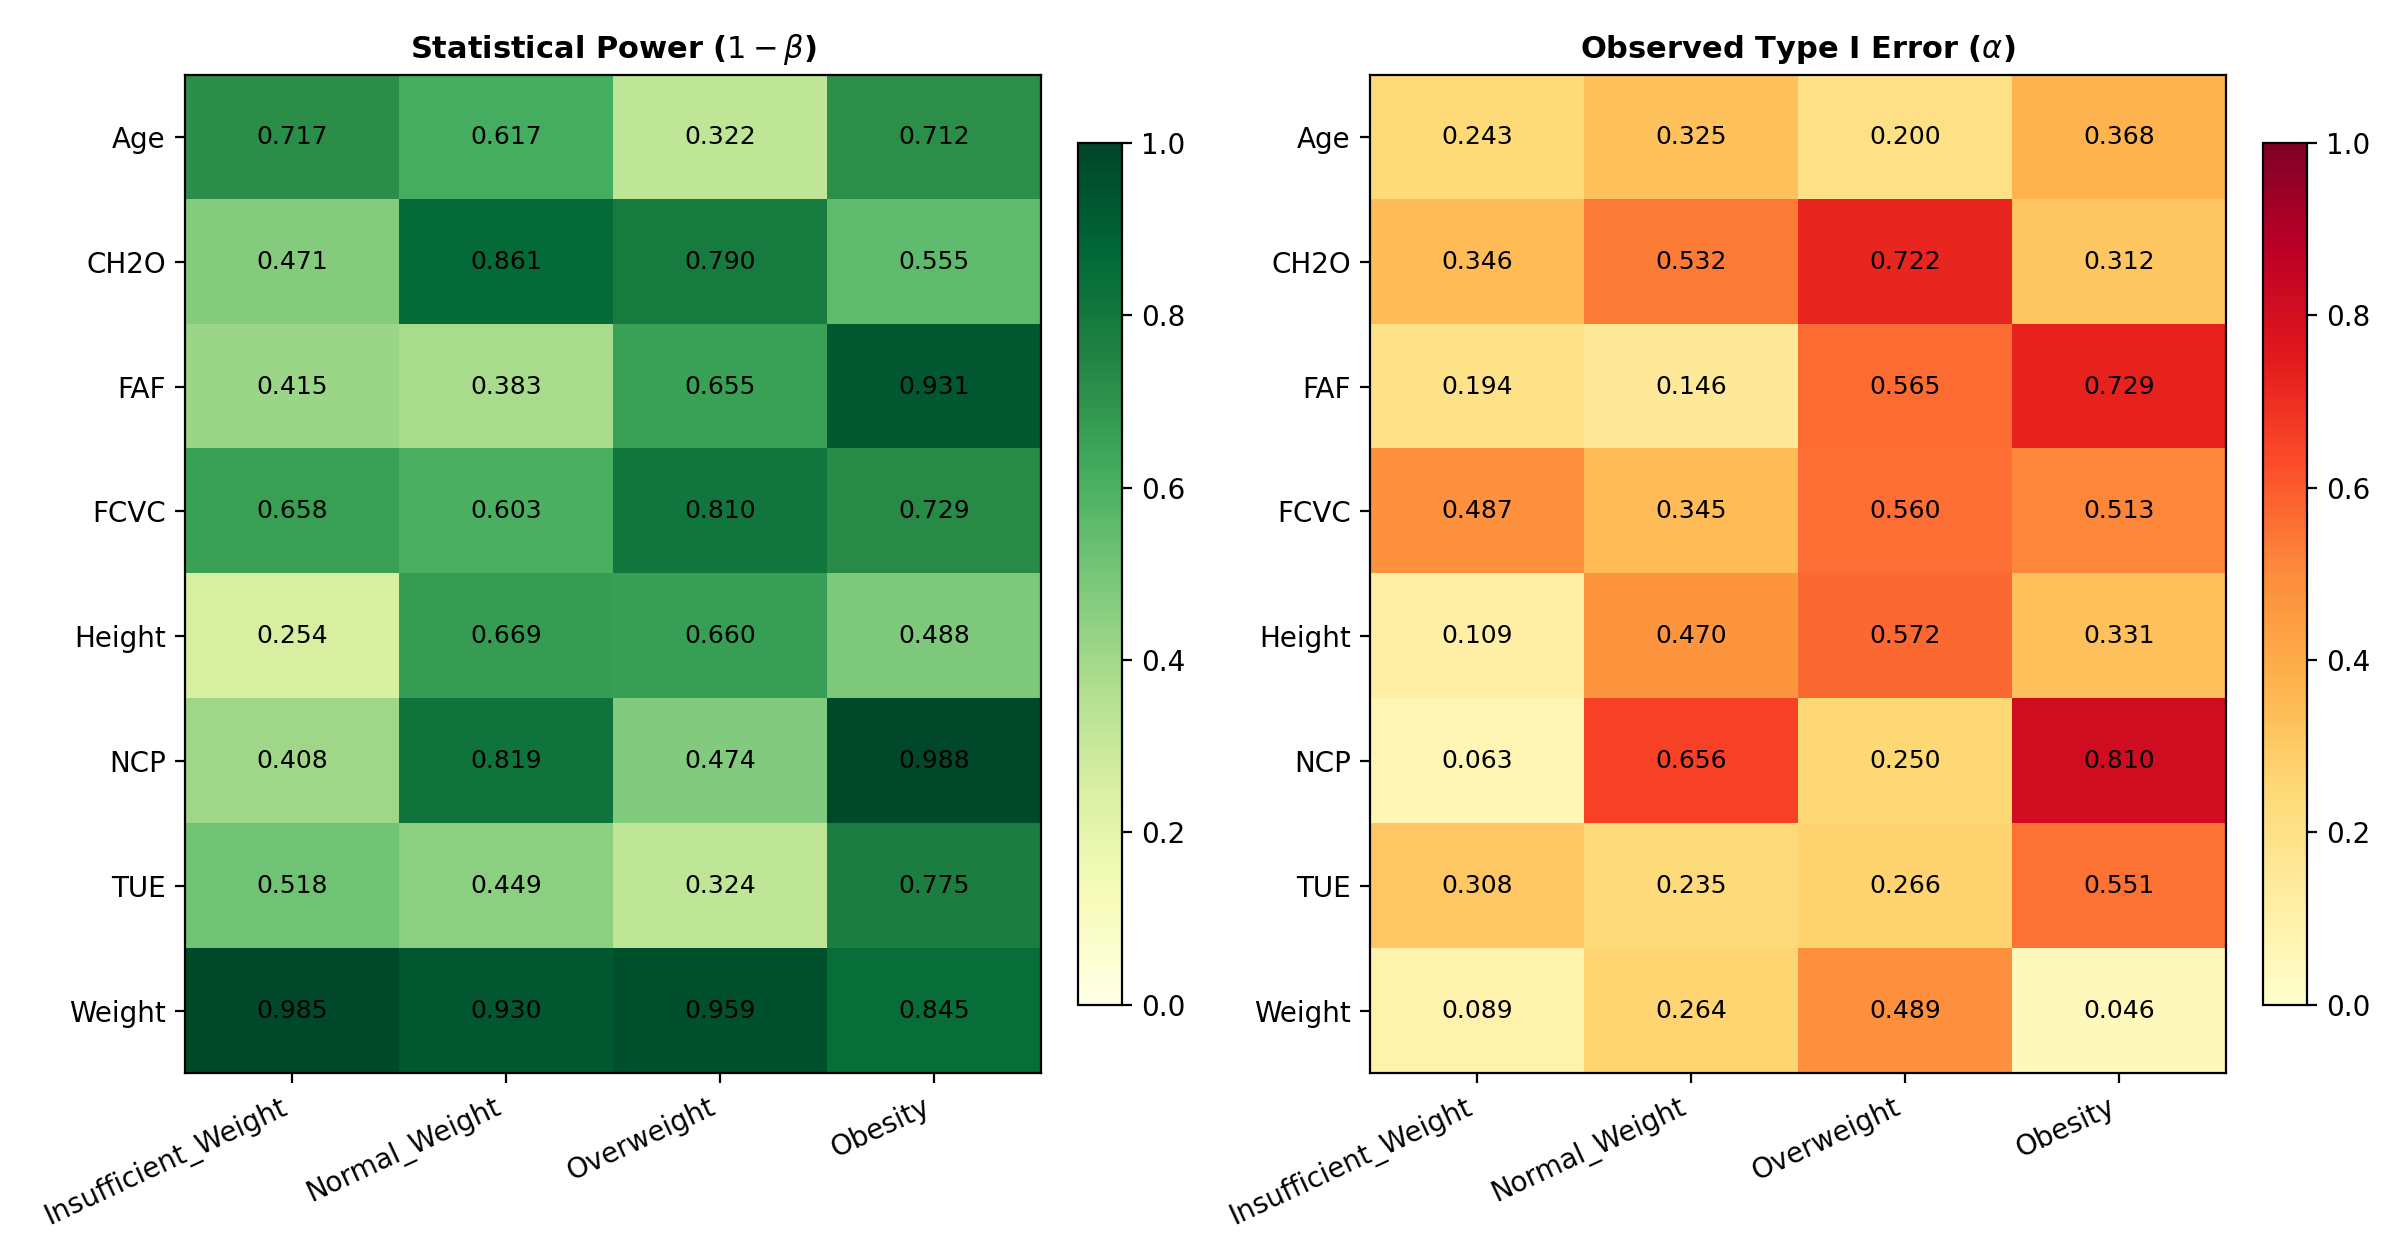 Statistical Power (1 − β)
Age 0.717 0.617 0.322 0.712
CH2O 0.471 0.861 0.790 0.555
FAF 0.415 0.383 0.655 0.931
FCVC 0.658 0.603 0.810 0.729
Height 0.254 0.669 0.660 0.488
NCP 0.408 0.819 0.474 0.988
TUE 0.518 0.449 0.324 0.775
Weight 0.985 0.930 0.959 0.845
Insufficient_Weight Normal_Weight Overweight Obesity
1.0
0.8
0.6
0.4
0.2
0.0
Observed Type I Error (α)
Age 0.243 0.325 0.200 0.368
CH2O 0.346 0.532 0.722 0.312
FAF 0.194 0.146 0.565 0.729
FCVC 0.487 0.345 0.560 0.513
Height 0.109 0.470 0.572 0.331
NCP 0.063 0.656 0.250 0.810
TUE 0.308 0.235 0.266 0.551
Weight 0.089 0.264 0.489 0.046
Insufficient_Weight Normal_Weight Overweight Obesity
1.0
0.8
0.6
0.4
0.2
0.0